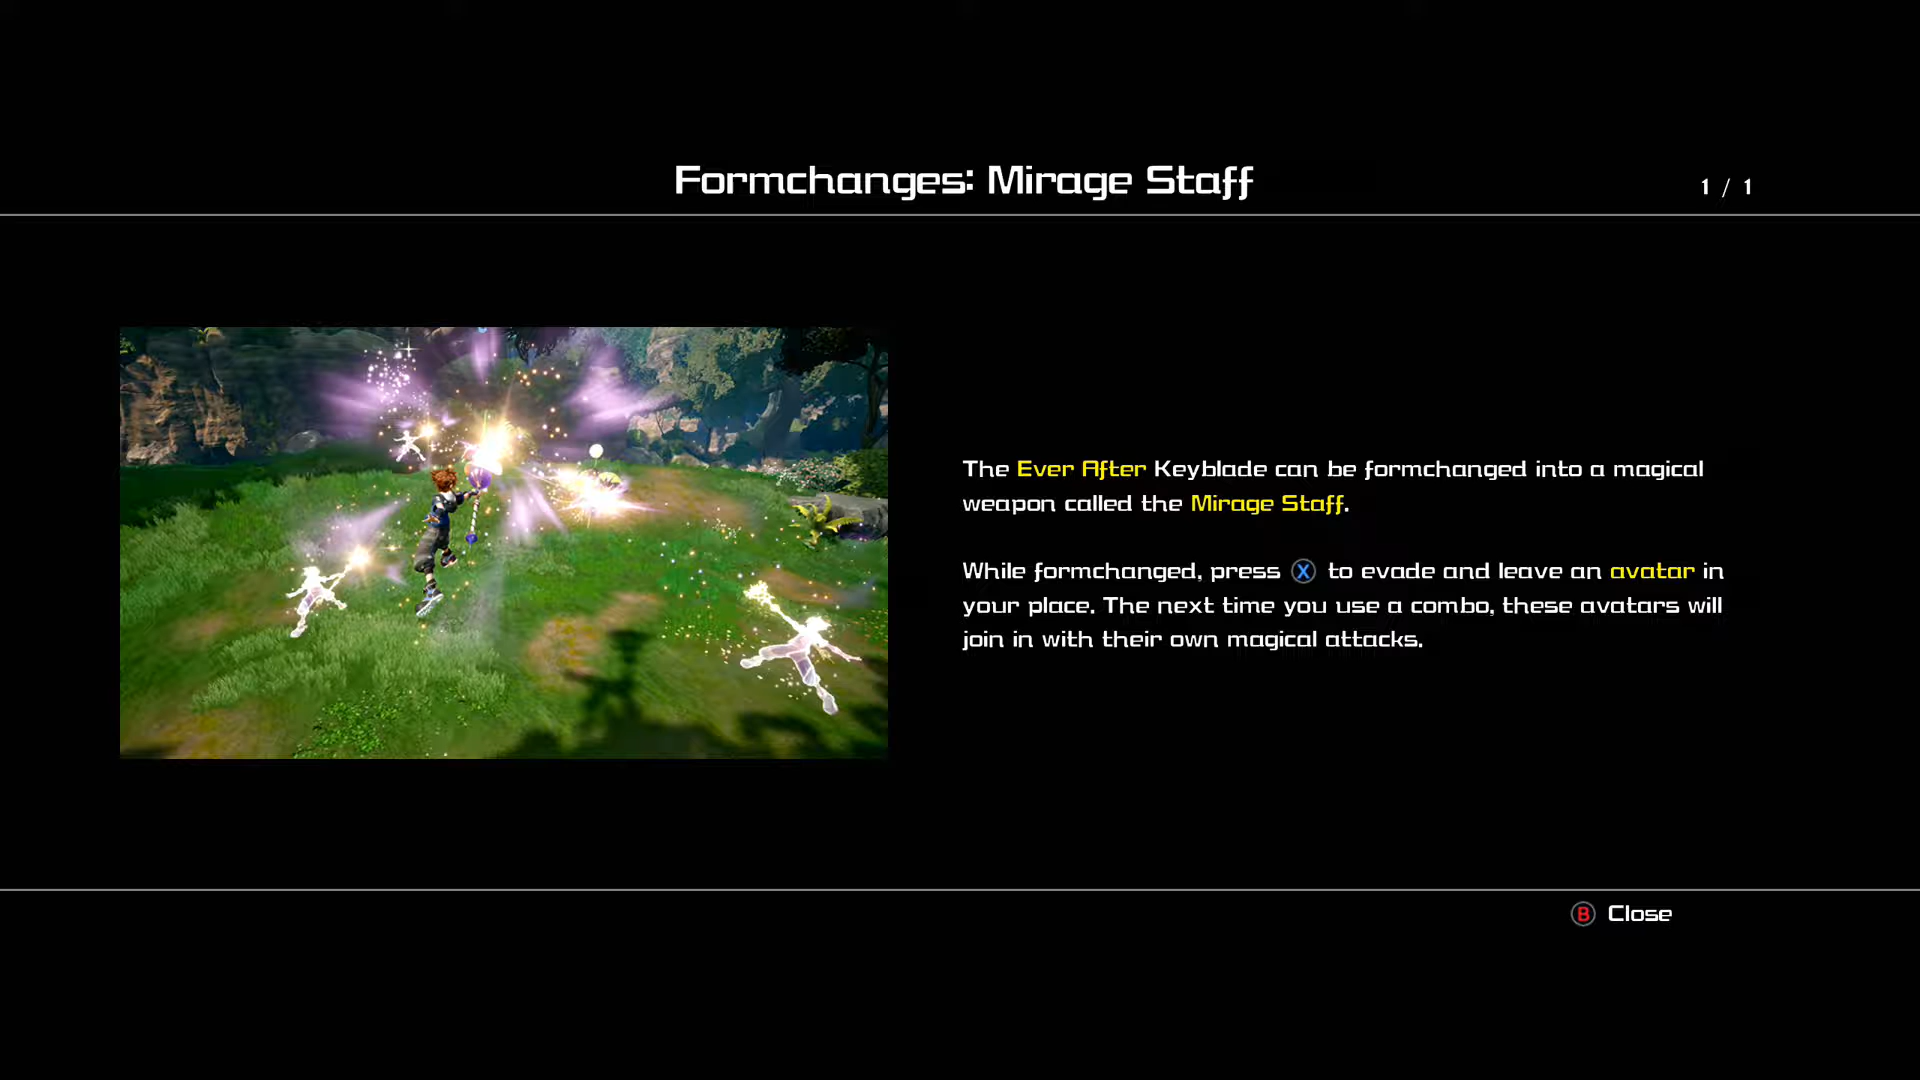 Formchanges: Mirage Staff
1 / 1
The Ever After Keyblade can be formchanged into a magical
weapon called the Mirage Staff.
While formchanged, press X to evade and leave an avatar in
your place. The next time you use a combo, these avatars will
join in with their own magical attacks.
B Close